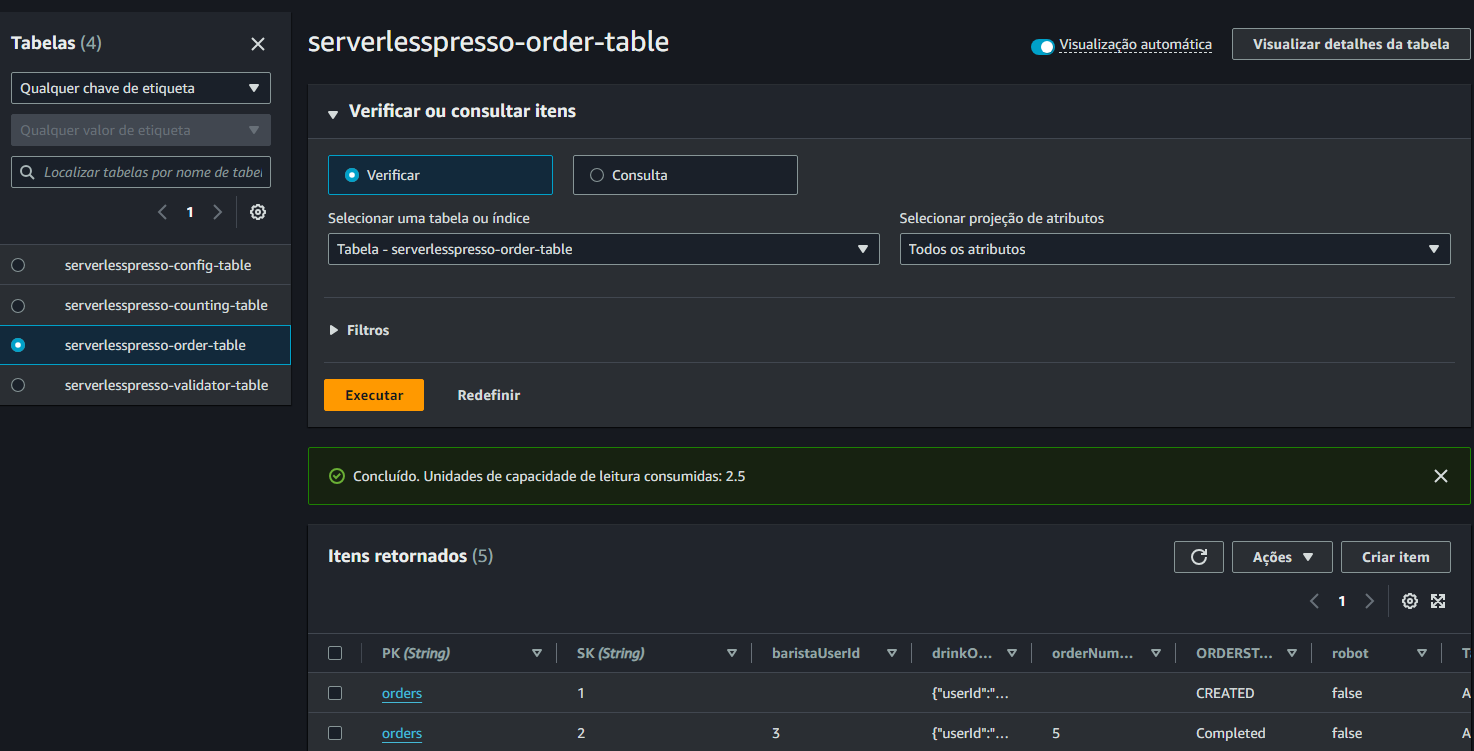 Tabelas (4)
Qualquer chave de etiqueta
Qualquer valor de etiqueta
Localizar tabelas por nome de tabel
1
serverlesspresso-config-table
serverlesspresso-counting-table
serverlesspresso-order-table
serverlesspresso-validator-table
serverlesspresso-order-table
Visualização automática
Visualizar detalhes da tabela
Verificar ou consultar itens
Verificar
Consulta
Selecionar uma tabela ou índice
Selecionar projeção de atributos
Tabela - serverlesspresso-order-table
Todos os atributos
Filtros
Executar
Redefinir
Concluído. Unidades de capacidade de leitura consumidas: 2.5
Itens retornados (5)
Ações
Criar item
1
PK (String) SK (String) baristaUserId drinkO... orderNum... ORDERST... robot T
orders 1 {"userId":"... CREATED false A
orders 2 3 {"userId":"... 5 Completed false A